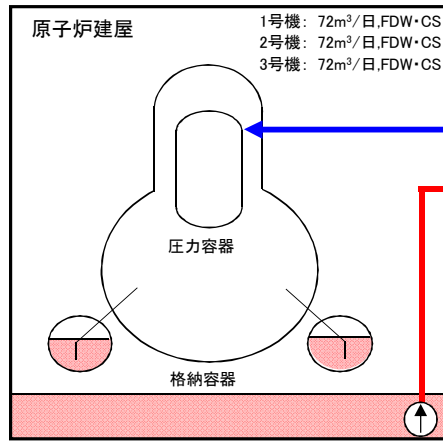 原子炉建屋
1号機: 72m³/日,FDW・CS
2号機: 72m³/日,FDW・CS
3号機: 72m³/日,FDW・CS
圧力容器
格納容器